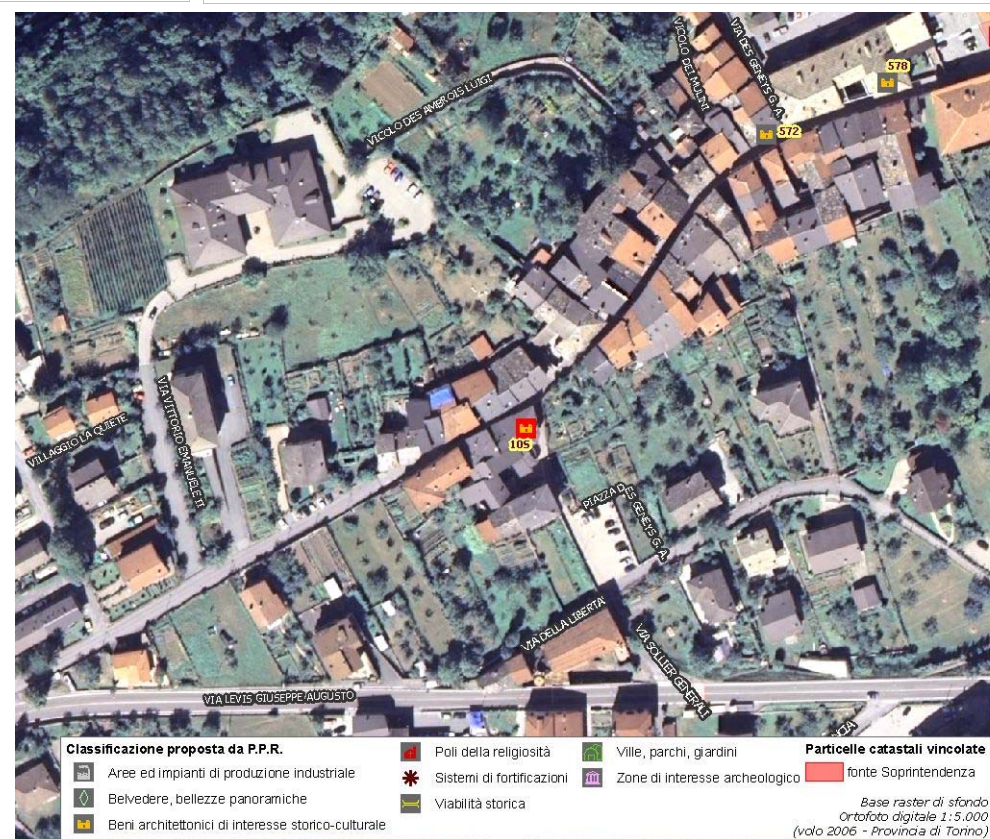 VICOLO DEI MULINI
VIA DES GENEYS G. A.
578
572
VICOLO DES AMBROIS LUIGI
VILLAGGIO LA QUIETE
VIA VITTORIO EMANUELE II
105
PIAZZA DES GENEYS G. A.
VIA DELLA LIBERTA'
VIA SOLLIER GENERALI
VIA LEVIS GIUSEPPE AUGUSTO
Classificazione proposta da P.P.R.
Aree ed impianti di produzione industriale
Belvedere, bellezze panoramiche
Beni architettonici di interesse storico-culturale
Poli della religiosità
Sistemi di fortificazioni
Viabilità storica
Ville, parchi, giardini
Zone di interesse archeologico
Particelle catastali vincolate
fonte Soprintendenza
Base raster di sfondo
Ortofoto digitale 1:5.000
(volo 2006 - Provincia di Torino)